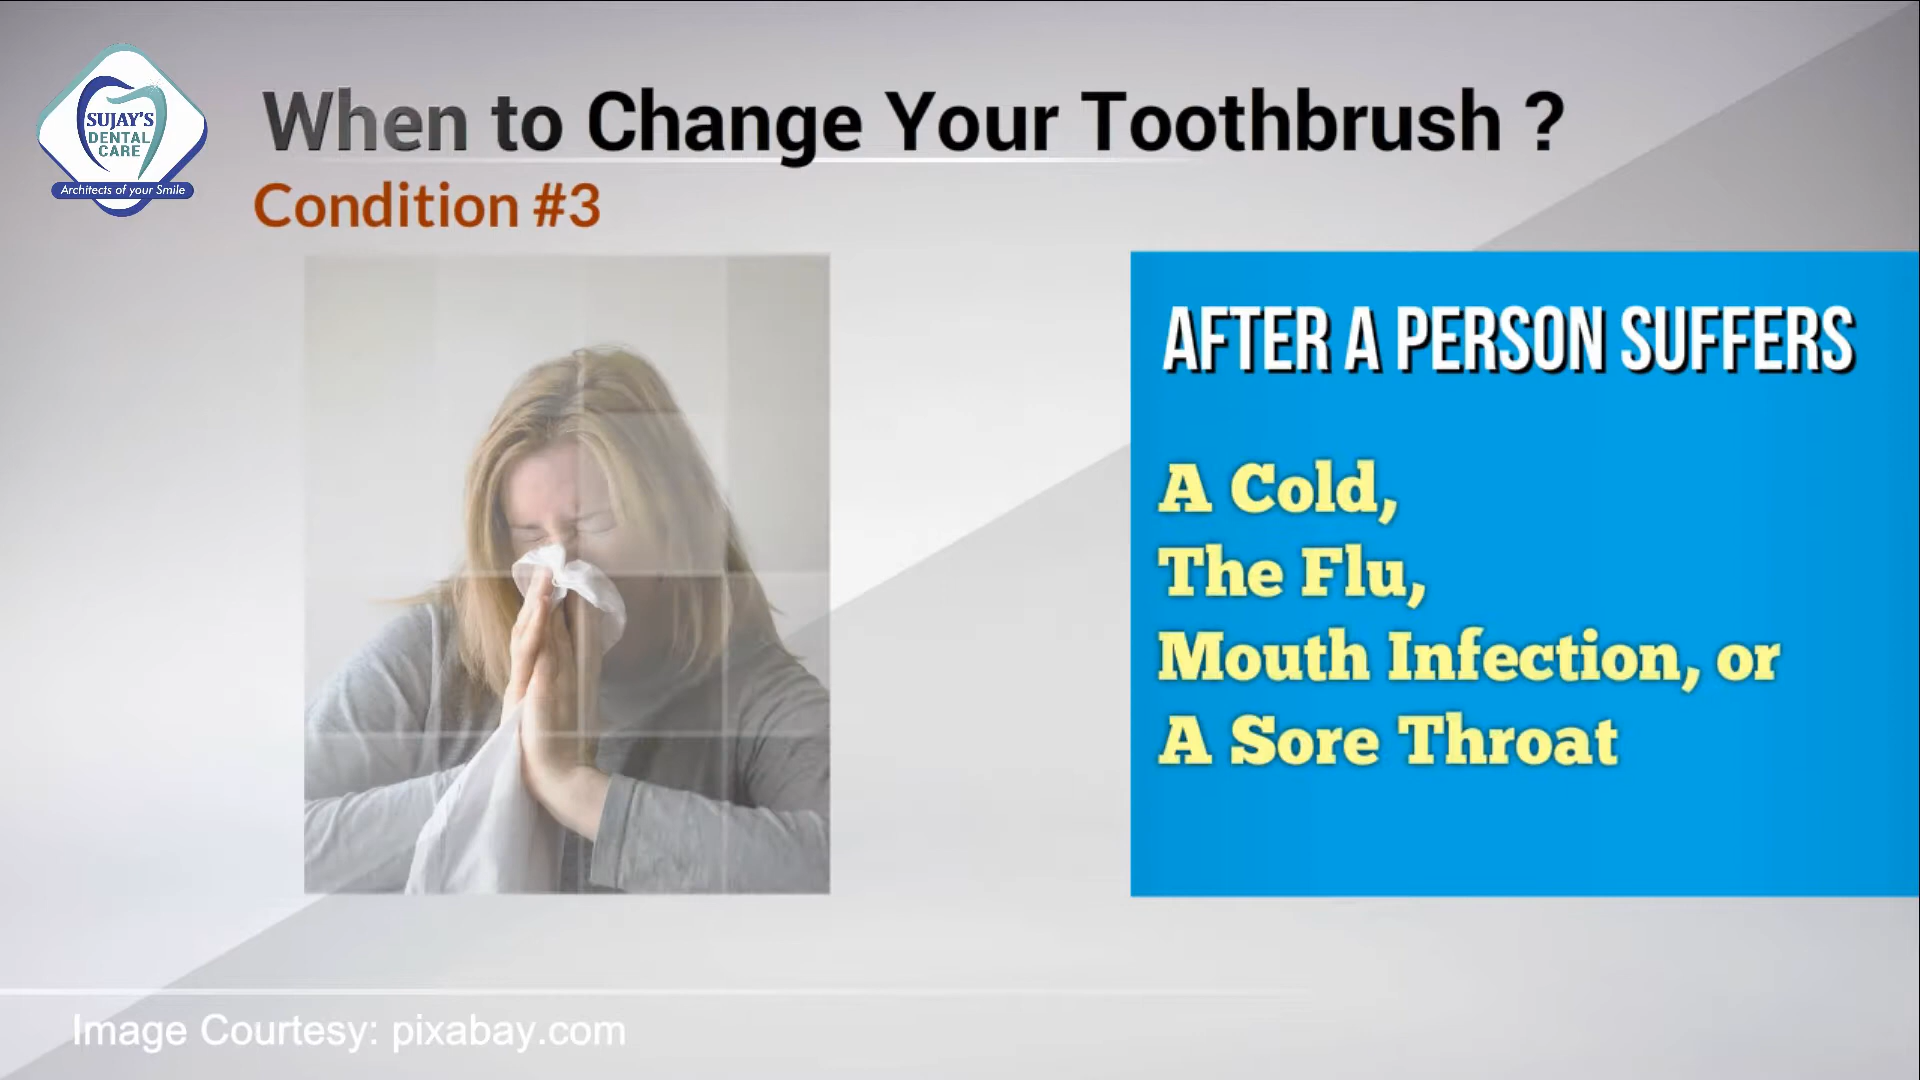 SUJAY'S
DENTAL
CARE
Architects of your Smile
When to Change Your Toothbrush ?
Condition #3
AFTER A PERSON SUFFERS
A Cold,
The Flu,
Mouth Infection, or
A Sore Throat
Image Courtesy: pixabay.com